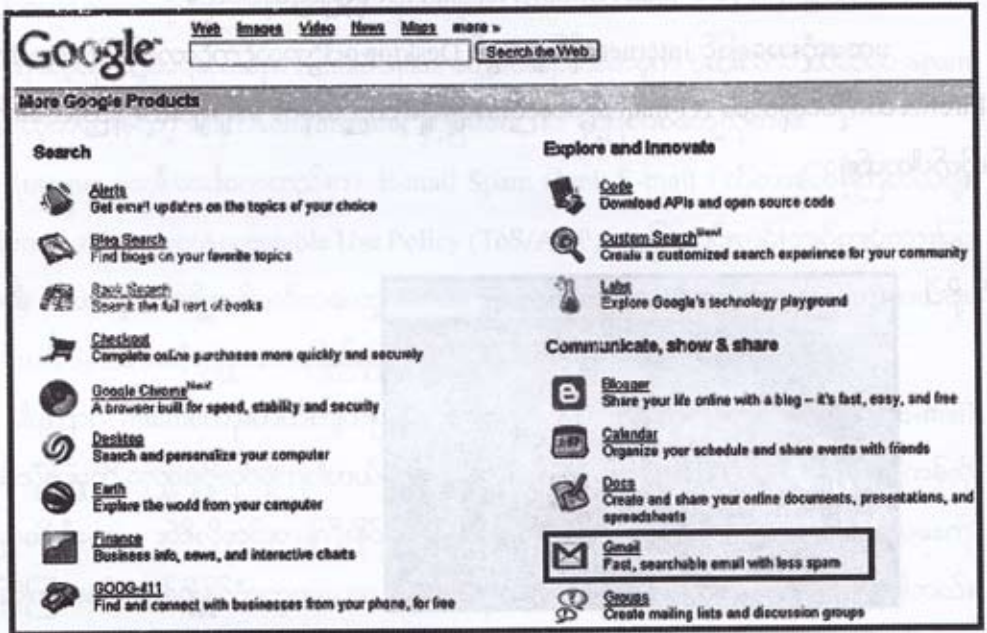 Google
Web Images Video News Maps more »
Search the Web
More Google Products
Search
Alerts
Get email updates on the topics of your choice
Blog Search
Find blogs on your favorite topics
Book Search
Search the full text of books
Checkout
Complete online purchases more quickly and securely
Google Chrome New!
A browser built for speed, stability and security
Desktop
Search and personalize your computer
Earth
Explore the world from your computer
Finance
Business info, news, and interactive charts
GOOG-411
Find and connect with businesses from your phone, for free
Explore and Innovate
Code
Download APIs and open source code
Custom Search New!
Create a customized search experience for your community
Labs
Explore Google's technology playground
Communicate, show & share
Blogger
Share your life online with a blog – it's fast, easy, and free
Calendar
Organize your schedule and share events with friends
Docs
Create and share your online documents, presentations, and
spreadsheets
Gmail
Fast, searchable email with less spam
Groups
Create mailing lists and discussion groups